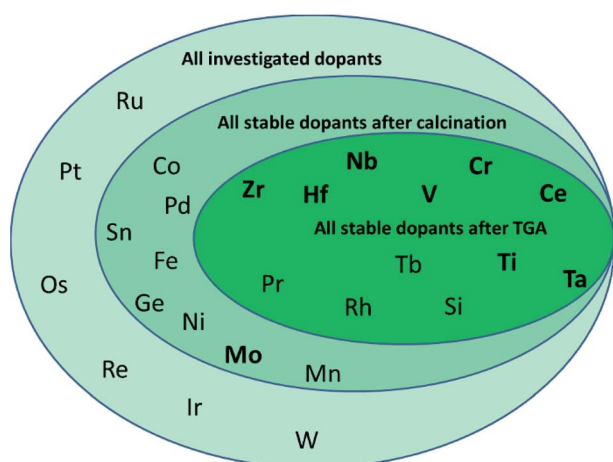 All investigated dopants
Ru
All stable dopants after calcination
Pt
Co
Nb
Cr
Zr
Hf
V
Ce
Pd
Sn
All stable dopants after TGA
Fe
Tb
Ti
Os
Pr
Ta
Ge
Rh
Si
Ni
Mo
Re
Mn
Ir
W